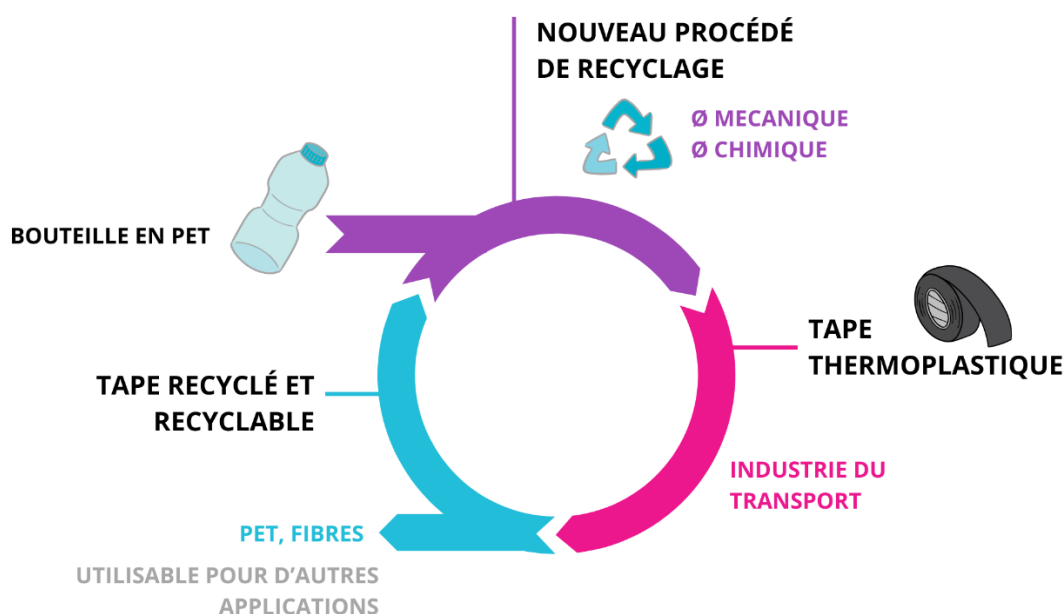 NOUVEAU PROCÉDÉ
DE RECYCLAGE
Ø MECANIQUE
Ø CHIMIQUE
BOUTEILLE EN PET
TAPE
THERMOPLASTIQUE
TAPE RECYCLÉ ET
RECYCLABLE
INDUSTRIE DU
TRANSPORT
PET, FIBRES
UTILISABLE POUR D'AUTRES
APPLICATIONS